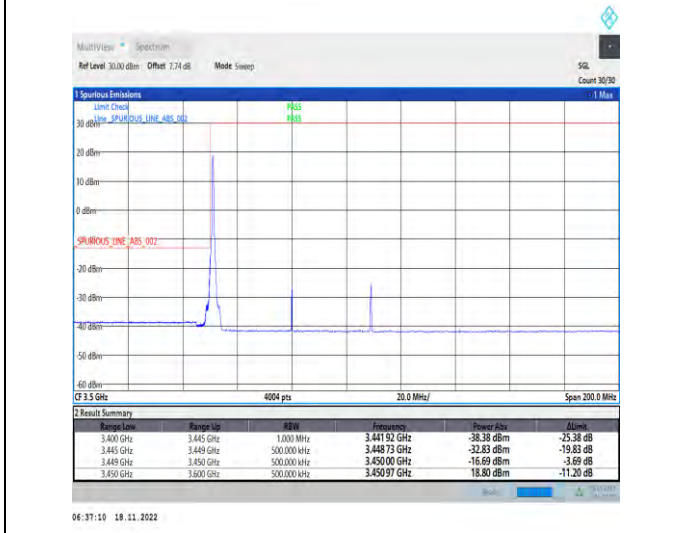 MultiView Spectrum
Ref Level 30.00 dBm Offset 7.74 dB Mode Sweep SGL
Count 30/30
1 Spurious Emissions 1 Max
Limit Check PASS
Line _SPURIOUS_LINE_ABS_002 PASS
30 dBm
20 dBm
10 dBm
0 dBm
_SPURIOUS_LINE_ABS_002
-20 dBm
-30 dBm
-40 dBm
-50 dBm
-60 dBm
CF 3.5 GHz 4004 pts 20.0 MHz/ Span 200.0 MHz
2 Result Summary
Range Low Range Up RBW Frequency Power Abs ΔLimit
3.400 GHz 3.445 GHz 1.000 MHz 3.441 92 GHz -38.38 dBm -25.38 dB
3.445 GHz 3.449 GHz 500.000 kHz 3.448 73 GHz -32.83 dBm -19.83 dB
3.449 GHz 3.450 GHz 500.000 kHz 3.450 00 GHz -16.69 dBm -3.69 dB
3.450 GHz 3.600 GHz 500.000 kHz 3.450 97 GHz 18.80 dBm -11.20 dB
06:37:10 18.11.2022